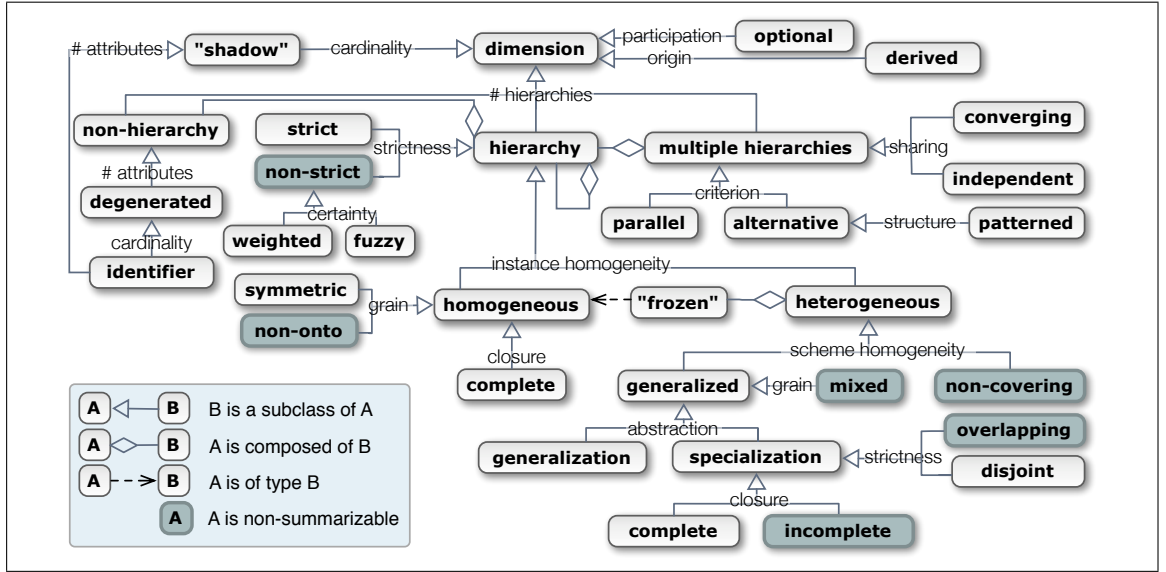 # attributes
"shadow"
cardinality
dimension
participation
optional
origin
derived
# hierarchies
non-hierarchy
strict
strictness
non-strict
hierarchy
multiple hierarchies
sharing
converging
independent
# attributes
degenerated
certainty
weighted
fuzzy
criterion
parallel
alternative
structure
patterned
cardinality
identifier
instance homogeneity
symmetric
grain
non-onto
homogeneous
"frozen"
heterogeneous
closure
complete
scheme homogeneity
generalized
grain
mixed
non-covering
abstraction
generalization
specialization
strictness
overlapping
disjoint
closure
complete
incomplete
A B B is a subclass of A
A B A is composed of B
A B A is of type B
A A is non-summarizable